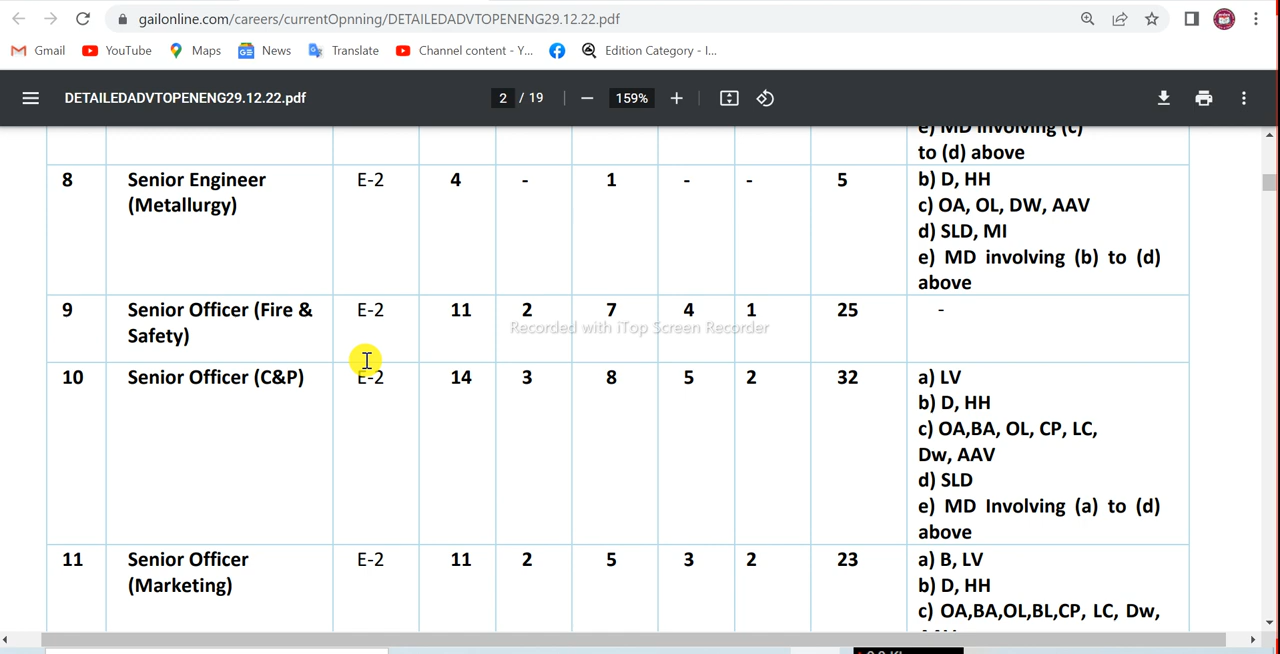 gailonline.com/careers/currentOpnning/DETAILEDADVTOPENENG29.12.22.pdf
Gmail YouTube Maps News Translate Channel content - Y... Edition Category - I...
DETAILEDADVTOPENENG29.12.22.pdf 2 / 19 159%
e) MD involving (c)
to (d) above
8 Senior Engineer E-2 4 - 1 - - 5 b) D, HH
(Metallurgy) c) OA, OL, DW, AAV
d) SLD, MI
e) MD involving (b) to (d)
above
9 Senior Officer (Fire & E-2 11 2 7 4 1 25 -
Recorded with iTop Screen Recorder
Safety)
10 Senior Officer (C&P) E-2 14 3 8 5 2 32 a) LV
b) D, HH
c) OA,BA, OL, CP, LC,
Dw, AAV
d) SLD
e) MD Involving (a) to (d)
above
11 Senior Officer E-2 11 2 5 3 2 23 a) B, LV
(Marketing) b) D, HH
c) OA,BA,OL,BL,CP, LC, Dw,